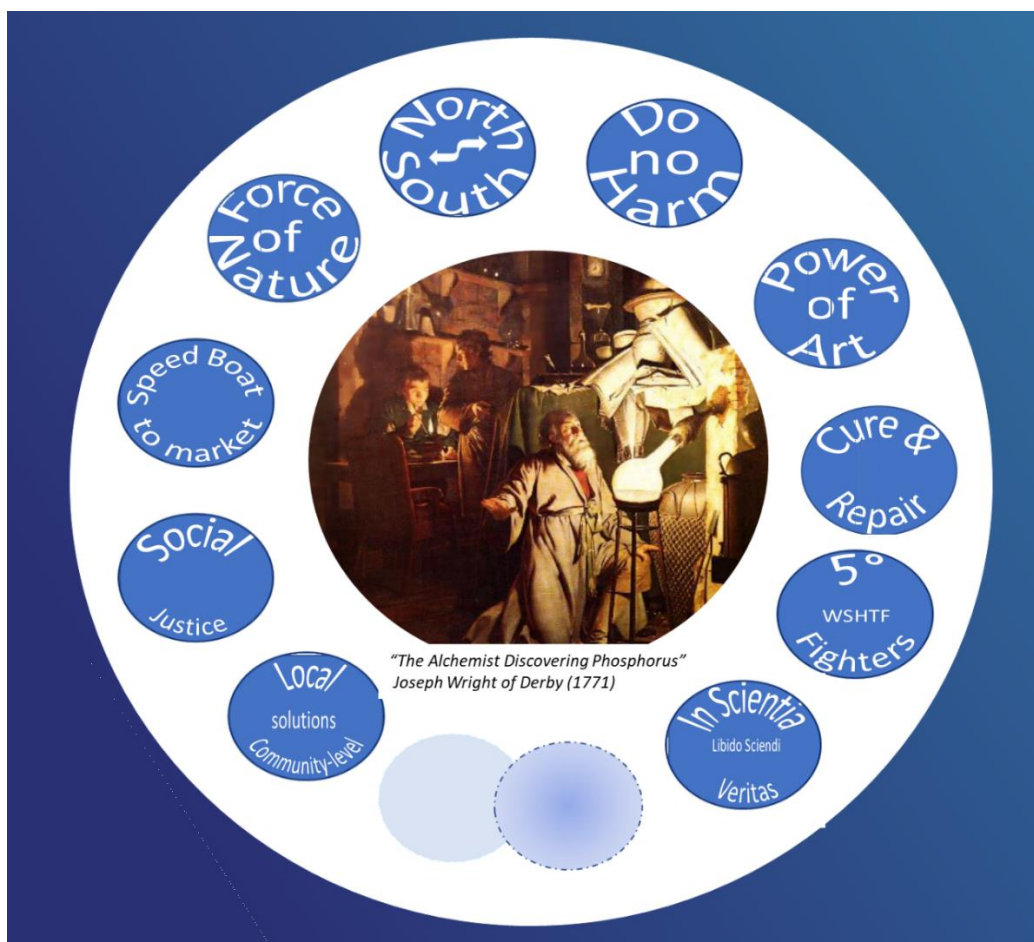 North
South
Do
no
Harm
Force
of
Nature
Power
of
Art
Speed Boat
to market
Cure &
Repair
Social
Justice
5°
WSHTF
Fighters
Local
solutions
Community-level
In Scientia
Libido Sciendi
Veritas
“The Alchemist Discovering Phosphorus”
Joseph Wright of Derby (1771)